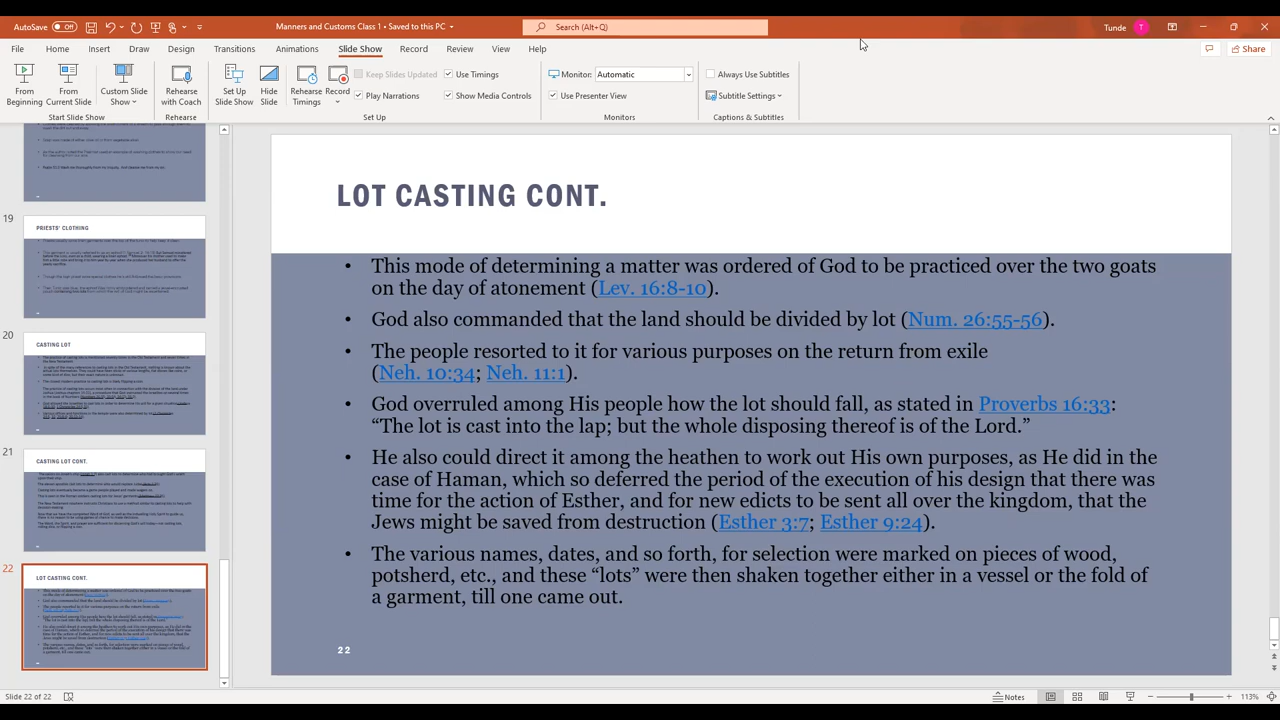 AutoSave Off
Manners and Customs Class 1 • Saved to this PC
Search (Alt+Q)
Tunde T
File Home Insert Draw Design Transitions Animations Slide Show Record Review View Help
Share
From Beginning
From Current Slide
Custom Slide Show
Rehearse with Coach
Set Up Slide Show
Hide Slide
Rehearse Timings
Record
Keep Slides Updated
Play Narrations
Use Timings
Show Media Controls
Monitor: Automatic
Use Presenter View
Always Use Subtitles
Subtitle Settings
Start Slide Show
Rehearse
Set Up
Monitors
Captions & Subtitles
19
PRIESTS' CLOTHING
20
CASTING LOT
21
CASTING LOT CONT.
22
LOT CASTING CONT.
LOT CASTING CONT.
• This mode of determining a matter was ordered of God to be practiced over the two goats
on the day of atonement (Lev. 16:8-10).
• God also commanded that the land should be divided by lot (Num. 26:55-56).
• The people resorted to it for various purposes on the return from exile
(Neh. 10:34; Neh. 11:1).
• God overruled among His people how the lot should fall, as stated in Proverbs 16:33:
“The lot is cast into the lap; but the whole disposing thereof is of the Lord.”
• He also could direct it among the heathen to work out His own purposes, as He did in the
case of Haman, which so deferred the period of the execution of his design that there was
time for the action of Esther, and for new edicts to be sent all over the kingdom, that the
Jews might be saved from destruction (Esther 3:7; Esther 9:24).
• The various names, dates, and so forth, for selection were marked on pieces of wood,
potsherd, etc., and these “lots” were then shaken together either in a vessel or the fold of
a garment, till one came out.
22
Slide 22 of 22
Notes
113%